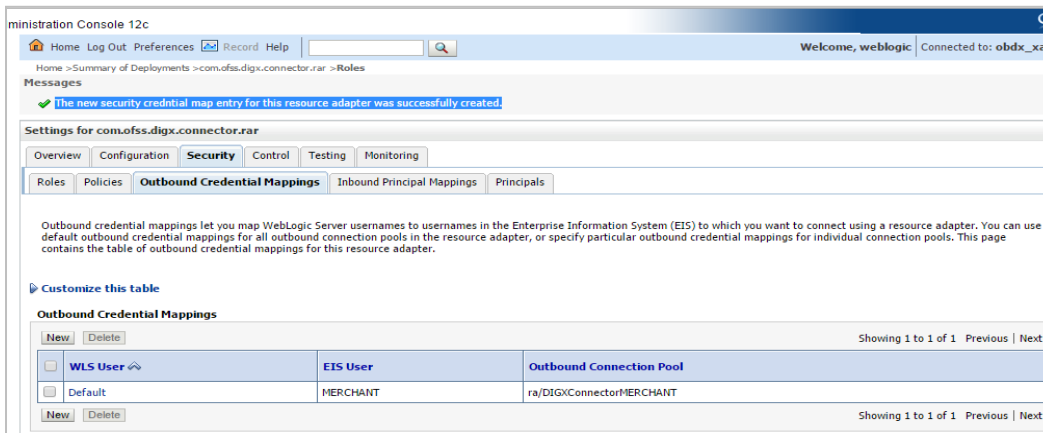 ministration Console 12c
Home Log Out Preferences Record Help
Welcome, weblogic Connected to: obdx_xa
Home >Summary of Deployments >com.ofss.digx.connector.rar >Roles
Messages
The new security credntial map entry for this resource adapter was successfully created.
Settings for com.ofss.digx.connector.rar
Overview Configuration Security Control Testing Monitoring
Roles Policies Outbound Credential Mappings Inbound Principal Mappings Principals
Outbound credential mappings let you map WebLogic Server usernames to usernames in the Enterprise Information System (EIS) to which you want to connect using a resource adapter. You can use
default outbound credential mappings for all outbound connection pools in the resource adapter, or specify particular outbound credential mappings for individual connection pools. This page
contains the table of outbound credential mappings for this resource adapter.
Customize this table
Outbound Credential Mappings
New Delete
Showing 1 to 1 of 1 Previous | Next
WLS User EIS User Outbound Connection Pool
Default MERCHANT ra/DIGXConnectorMERCHANT
New Delete
Showing 1 to 1 of 1 Previous | Next